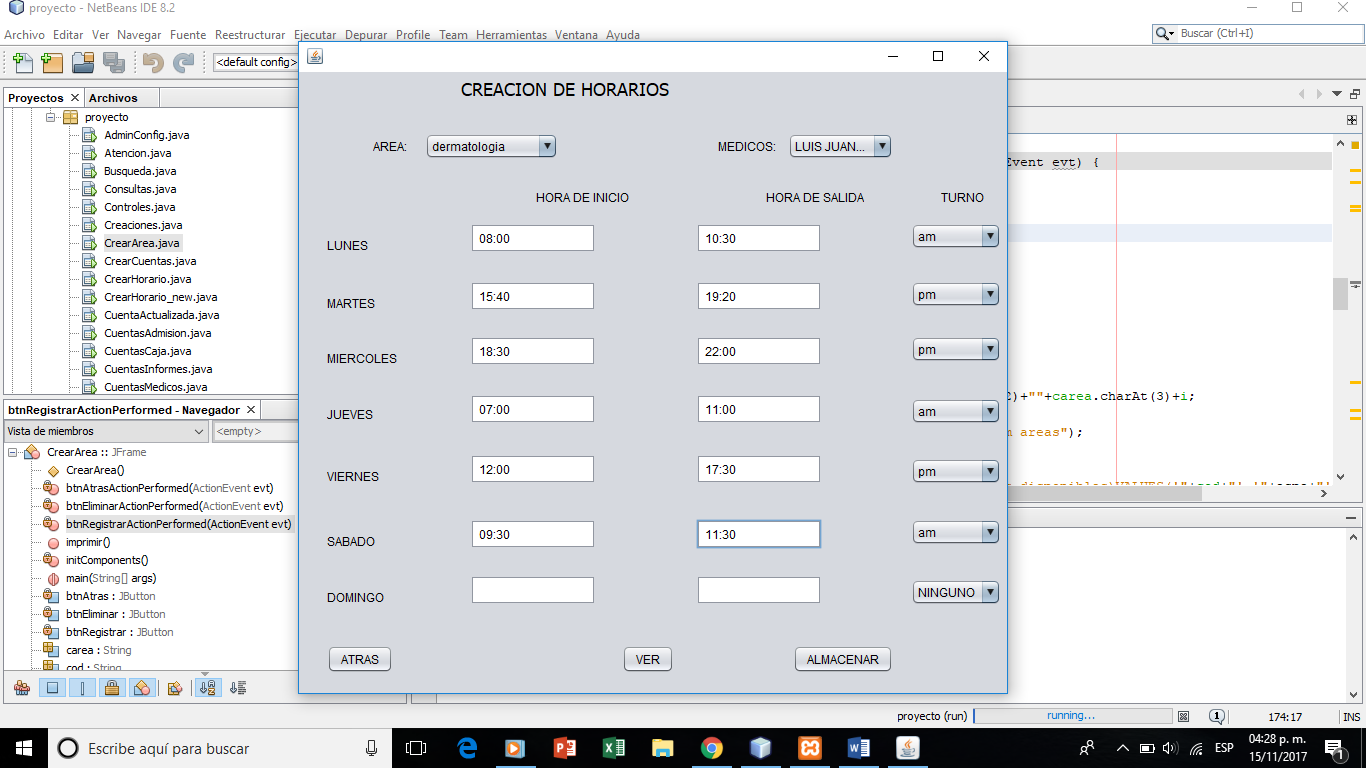 proyecto - NetBeans IDE 8.2
Archivo Editar Ver Navegar Fuente Reestructurar Ejecutar Depurar Profile Team Herramientas Ventana Ayuda
Buscar (Ctrl+I)
<default config>
Proyectos Archivos
proyecto
AdminConfig.java
Atencion.java
Busqueda.java
Consultas.java
Controles.java
Creaciones.java
CrearArea.java
CrearCuentas.java
CrearHorario.java
CrearHorario_new.java
CuentaActualizada.java
CuentasAdmision.java
CuentasCaja.java
CuentasInformes.java
CuentasMedicos.java
btnRegistrarActionPerformed - Navegador
Vista de miembros <empty>
CrearArea :: JFrame
CrearArea()
btnAtrasActionPerformed(ActionEvent evt)
btnEliminarActionPerformed(ActionEvent evt)
btnRegistrarActionPerformed(ActionEvent evt)
imprimir()
initComponents()
main(String[] args)
btnAtras : JButton
btnEliminar : JButton
btnRegistrar : JButton
carea : String
cod : String
CREACION DE HORARIOS
AREA: dermatologia MEDICOS: LUIS JUAN...
HORA DE INICIO HORA DE SALIDA TURNO
LUNES 08:00 10:30 am
MARTES 15:40 19:20 pm
MIERCOLES 18:30 22:00 pm
JUEVES 07:00 11:00 am
VIERNES 12:00 17:30 pm
SABADO 09:30 11:30 am
DOMINGO NINGUNO
ATRAS VER ALMACENAR
Event evt) {
)+""+carea.charAt(3)+i;
areas");
proyecto (run) running... 1 174:17 INS
Escribe aquí para buscar
ESP
04:28 p. m.
15/11/2017
1